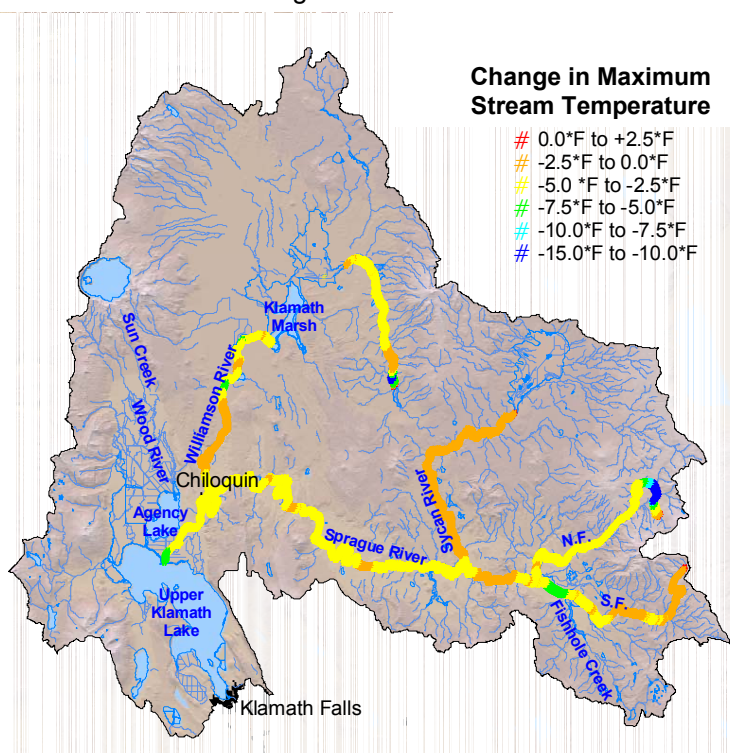 Change in Maximum
Stream Temperature
# 0.0*F to +2.5*F
# -2.5*F to 0.0*F
# -5.0 *F to -2.5*F
# -7.5*F to -5.0*F
# -10.0*F to -7.5*F
# -15.0*F to -10.0*F
Klamath
Marsh
Sun Creek
Wood River
Williamson River
Chiloquin
Agency
Lake
Sycan River
Sprague River
N.F.
S.F.
Fishhole Creek
Upper
Klamath
Lake
Klamath Falls